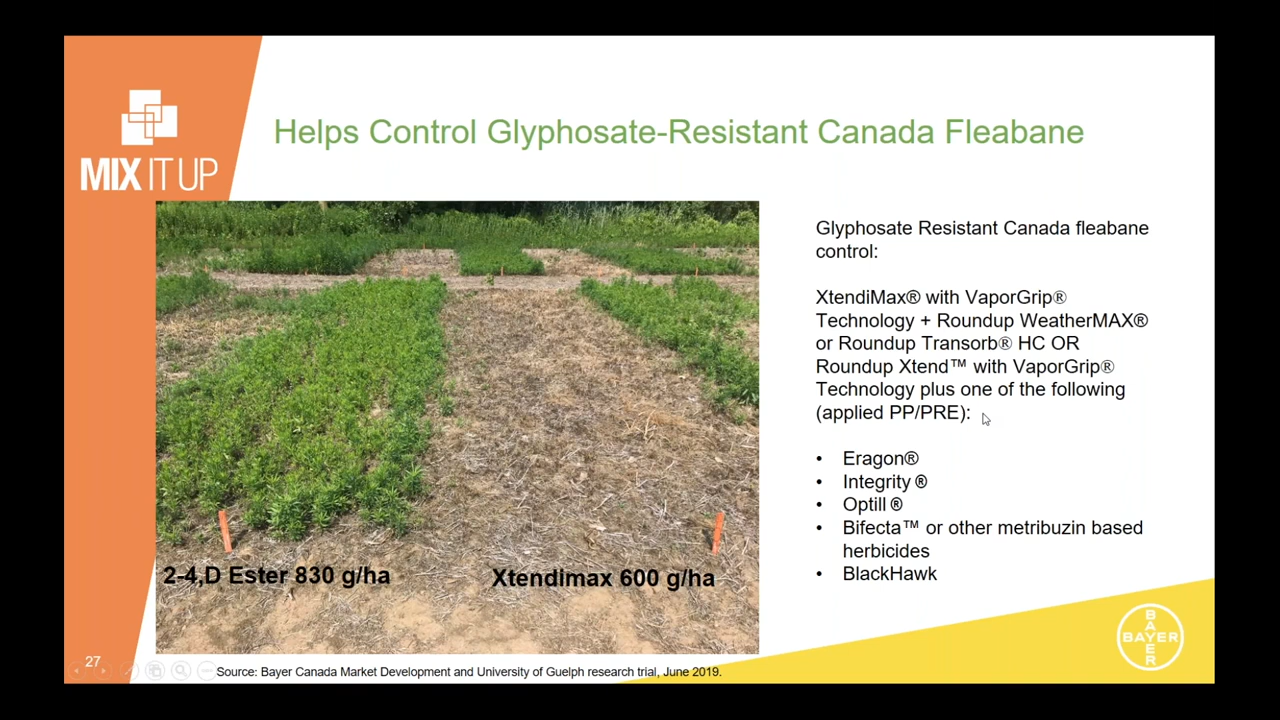 MIX IT UP
Helps Control Glyphosate-Resistant Canada Fleabane
Glyphosate Resistant Canada fleabane
control:
XtendiMax® with VaporGrip®
Technology + Roundup WeatherMAX®
or Roundup Transorb® HC OR
Roundup Xtend™ with VaporGrip®
Technology plus one of the following
(applied PP/PRE):
• Eragon®
• Integrity ®
• Optill ®
• Bifecta™ or other metribuzin based
herbicides
• BlackHawk
2-4,D Ester 830 g/ha
Xtendimax 600 g/ha
27
Source: Bayer Canada Market Development and University of Guelph research trial, June 2019.
BAYER
BAYER